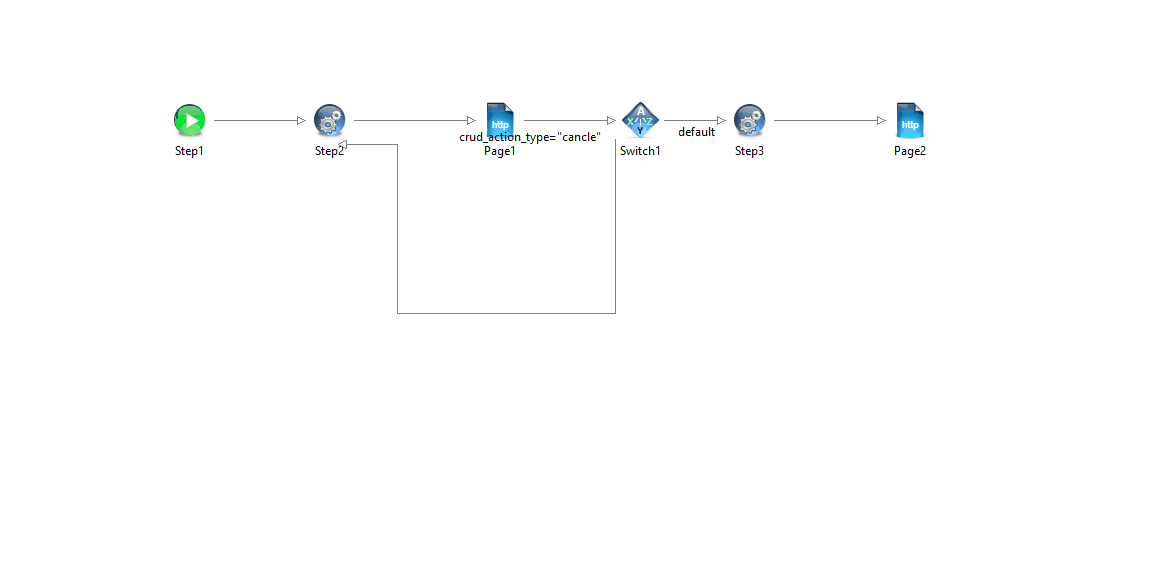 http
A
X Z
Y
http
crud_action_type="cancle"
default
Step1
Step2
Page1
Switch1
Step3
Page2